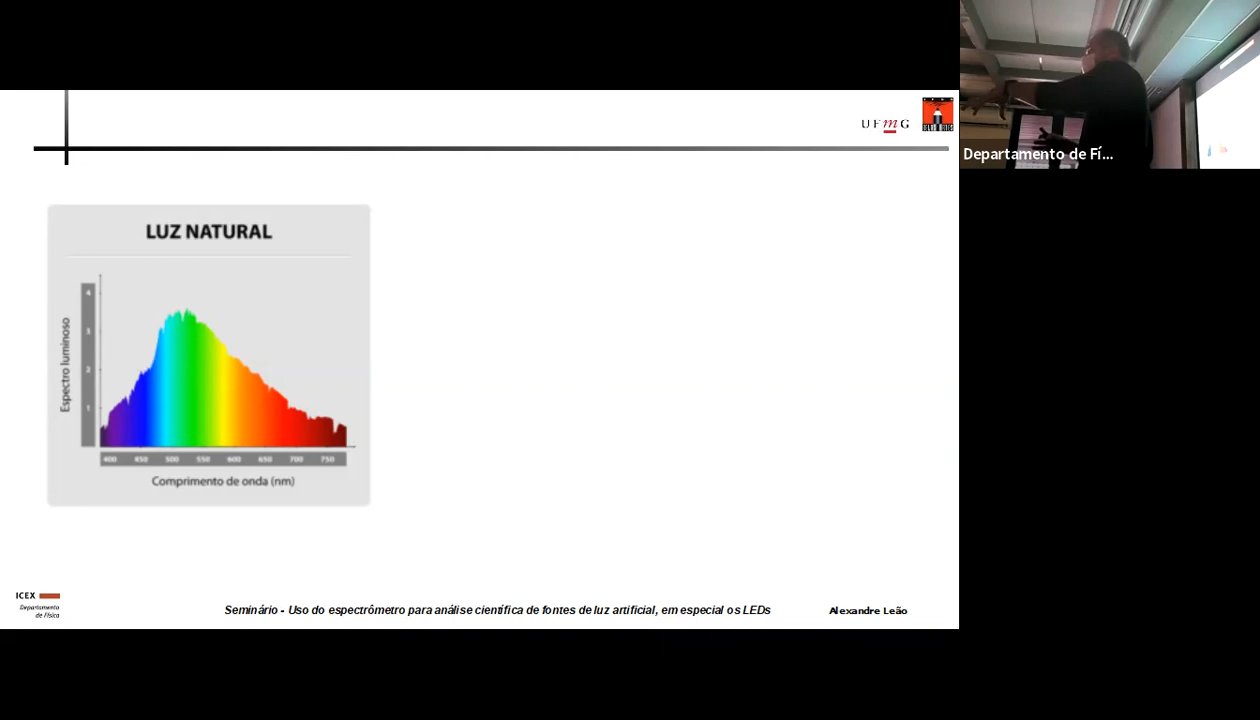 UFmG
Departamento de Fí...
LUZ NATURAL
Espectro luminoso
4
3
2
1
400 450 500 550 600 650 700 750
Comprimento de onda (nm)
ICEX
Departamento
de Física
Seminário - Uso do espectrômetro para análise científica de fontes de luz artificial, em especial os LEDs
Alexandre Leão